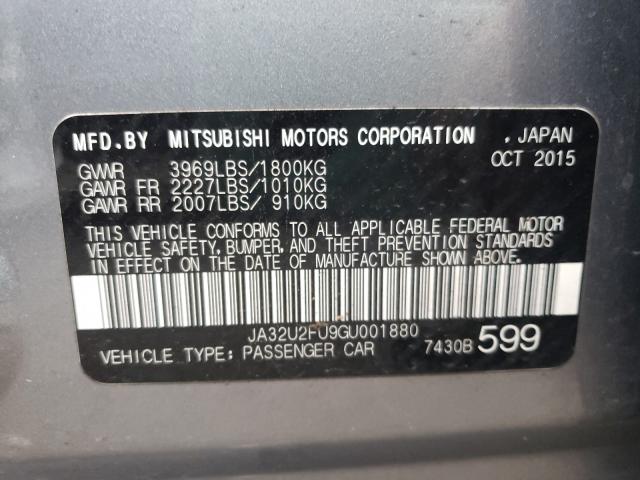 MFD.BY MITSUBISHI MOTORS CORPORATION , JAPAN
OCT 2015
GVWR 3969LBS/1800KG
GAWR FR 2227LBS/1010KG
GAWR RR 2007LBS/ 910KG
THIS VEHICLE CONFORMS TO ALL APPLICABLE FEDERAL MOTOR
VEHICLE SAFETY, BUMPER, AND THEFT PREVENTION STANDARDS
IN EFFECT ON THE DATE OF MANUFACTURE SHOWN ABOVE.
JA32U2FU9GU001880
VEHICLE TYPE: PASSENGER CAR 7430B 599